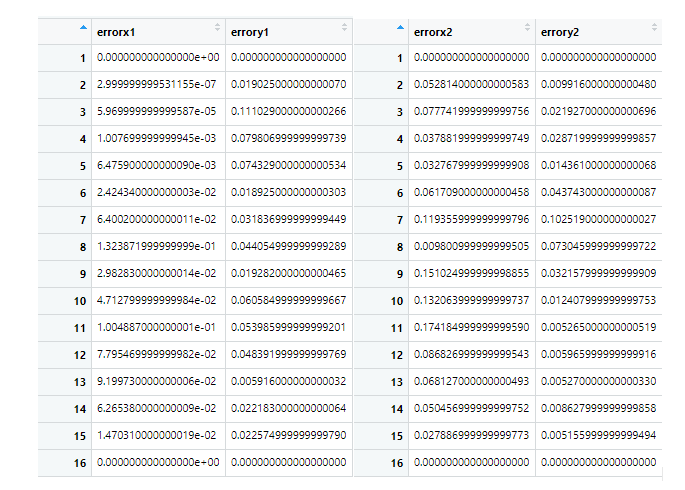 errorx1 errory1 errorx2 errory2
1 0.000000000000000e+00 0.000000000000000000 1 0.000000000000000000 0.000000000000000000
2 2.999999999531155e-07 0.019025000000000070 2 0.052814000000000583 0.009916000000000480
3 5.969999999999587e-05 0.111029000000000266 3 0.077741999999999756 0.021927000000000696
4 1.007699999999945e-03 0.079806999999999739 4 0.037881999999999749 0.028719999999999857
5 6.475900000000090e-03 0.074329000000000534 5 0.032767999999999908 0.014361000000000068
6 2.424340000000003e-02 0.018925000000000303 6 0.061709000000000458 0.043743000000000087
7 6.400200000000011e-02 0.031836999999999449 7 0.119355999999999796 0.102519000000000027
8 1.323871999999999e-01 0.044054999999999289 8 0.009800999999999505 0.073045999999999722
9 2.982830000000014e-02 0.019282000000000465 9 0.151024999999998855 0.032157999999999909
10 4.712799999999984e-02 0.060584999999999667 10 0.132063999999999737 0.012407999999999753
11 1.004887000000001e-01 0.053985999999999201 11 0.174184999999999590 0.005265000000000519
12 7.795469999999982e-02 0.048391999999999769 12 0.086826999999999543 0.005965999999999916
13 9.199730000000006e-02 0.005916000000000032 13 0.068127000000000493 0.005270000000000330
14 6.265380000000009e-02 0.022183000000000064 14 0.050456999999999752 0.008627999999999858
15 1.470310000000019e-02 0.022574999999999790 15 0.027886999999999773 0.005155999999999494
16 0.000000000000000e+00 0.000000000000000000 16 0.000000000000000000 0.000000000000000000